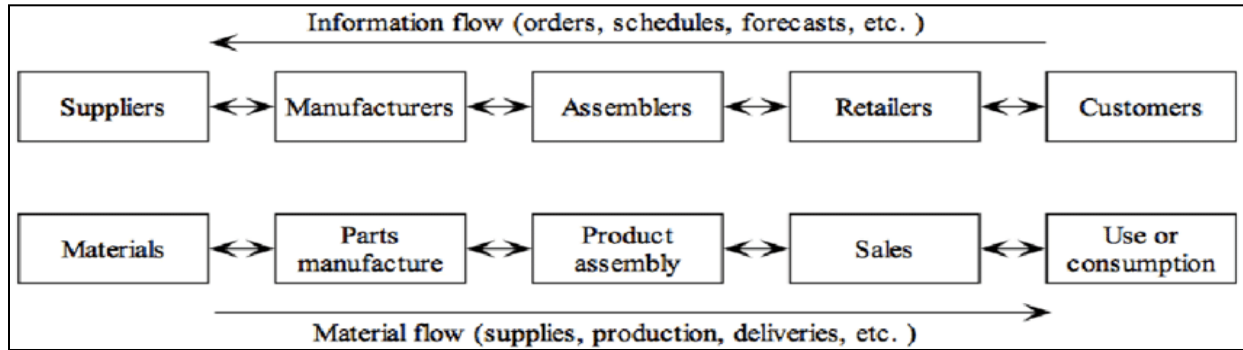 Information flow (orders, schedules, forecasts, etc. )
Suppliers
Manufacturers
Assemblers
Retailers
Customers
Materials
Parts
manufacture
Product
assembly
Sales
Use or
consumption
Material flow (supplies, production, deliveries, etc. )